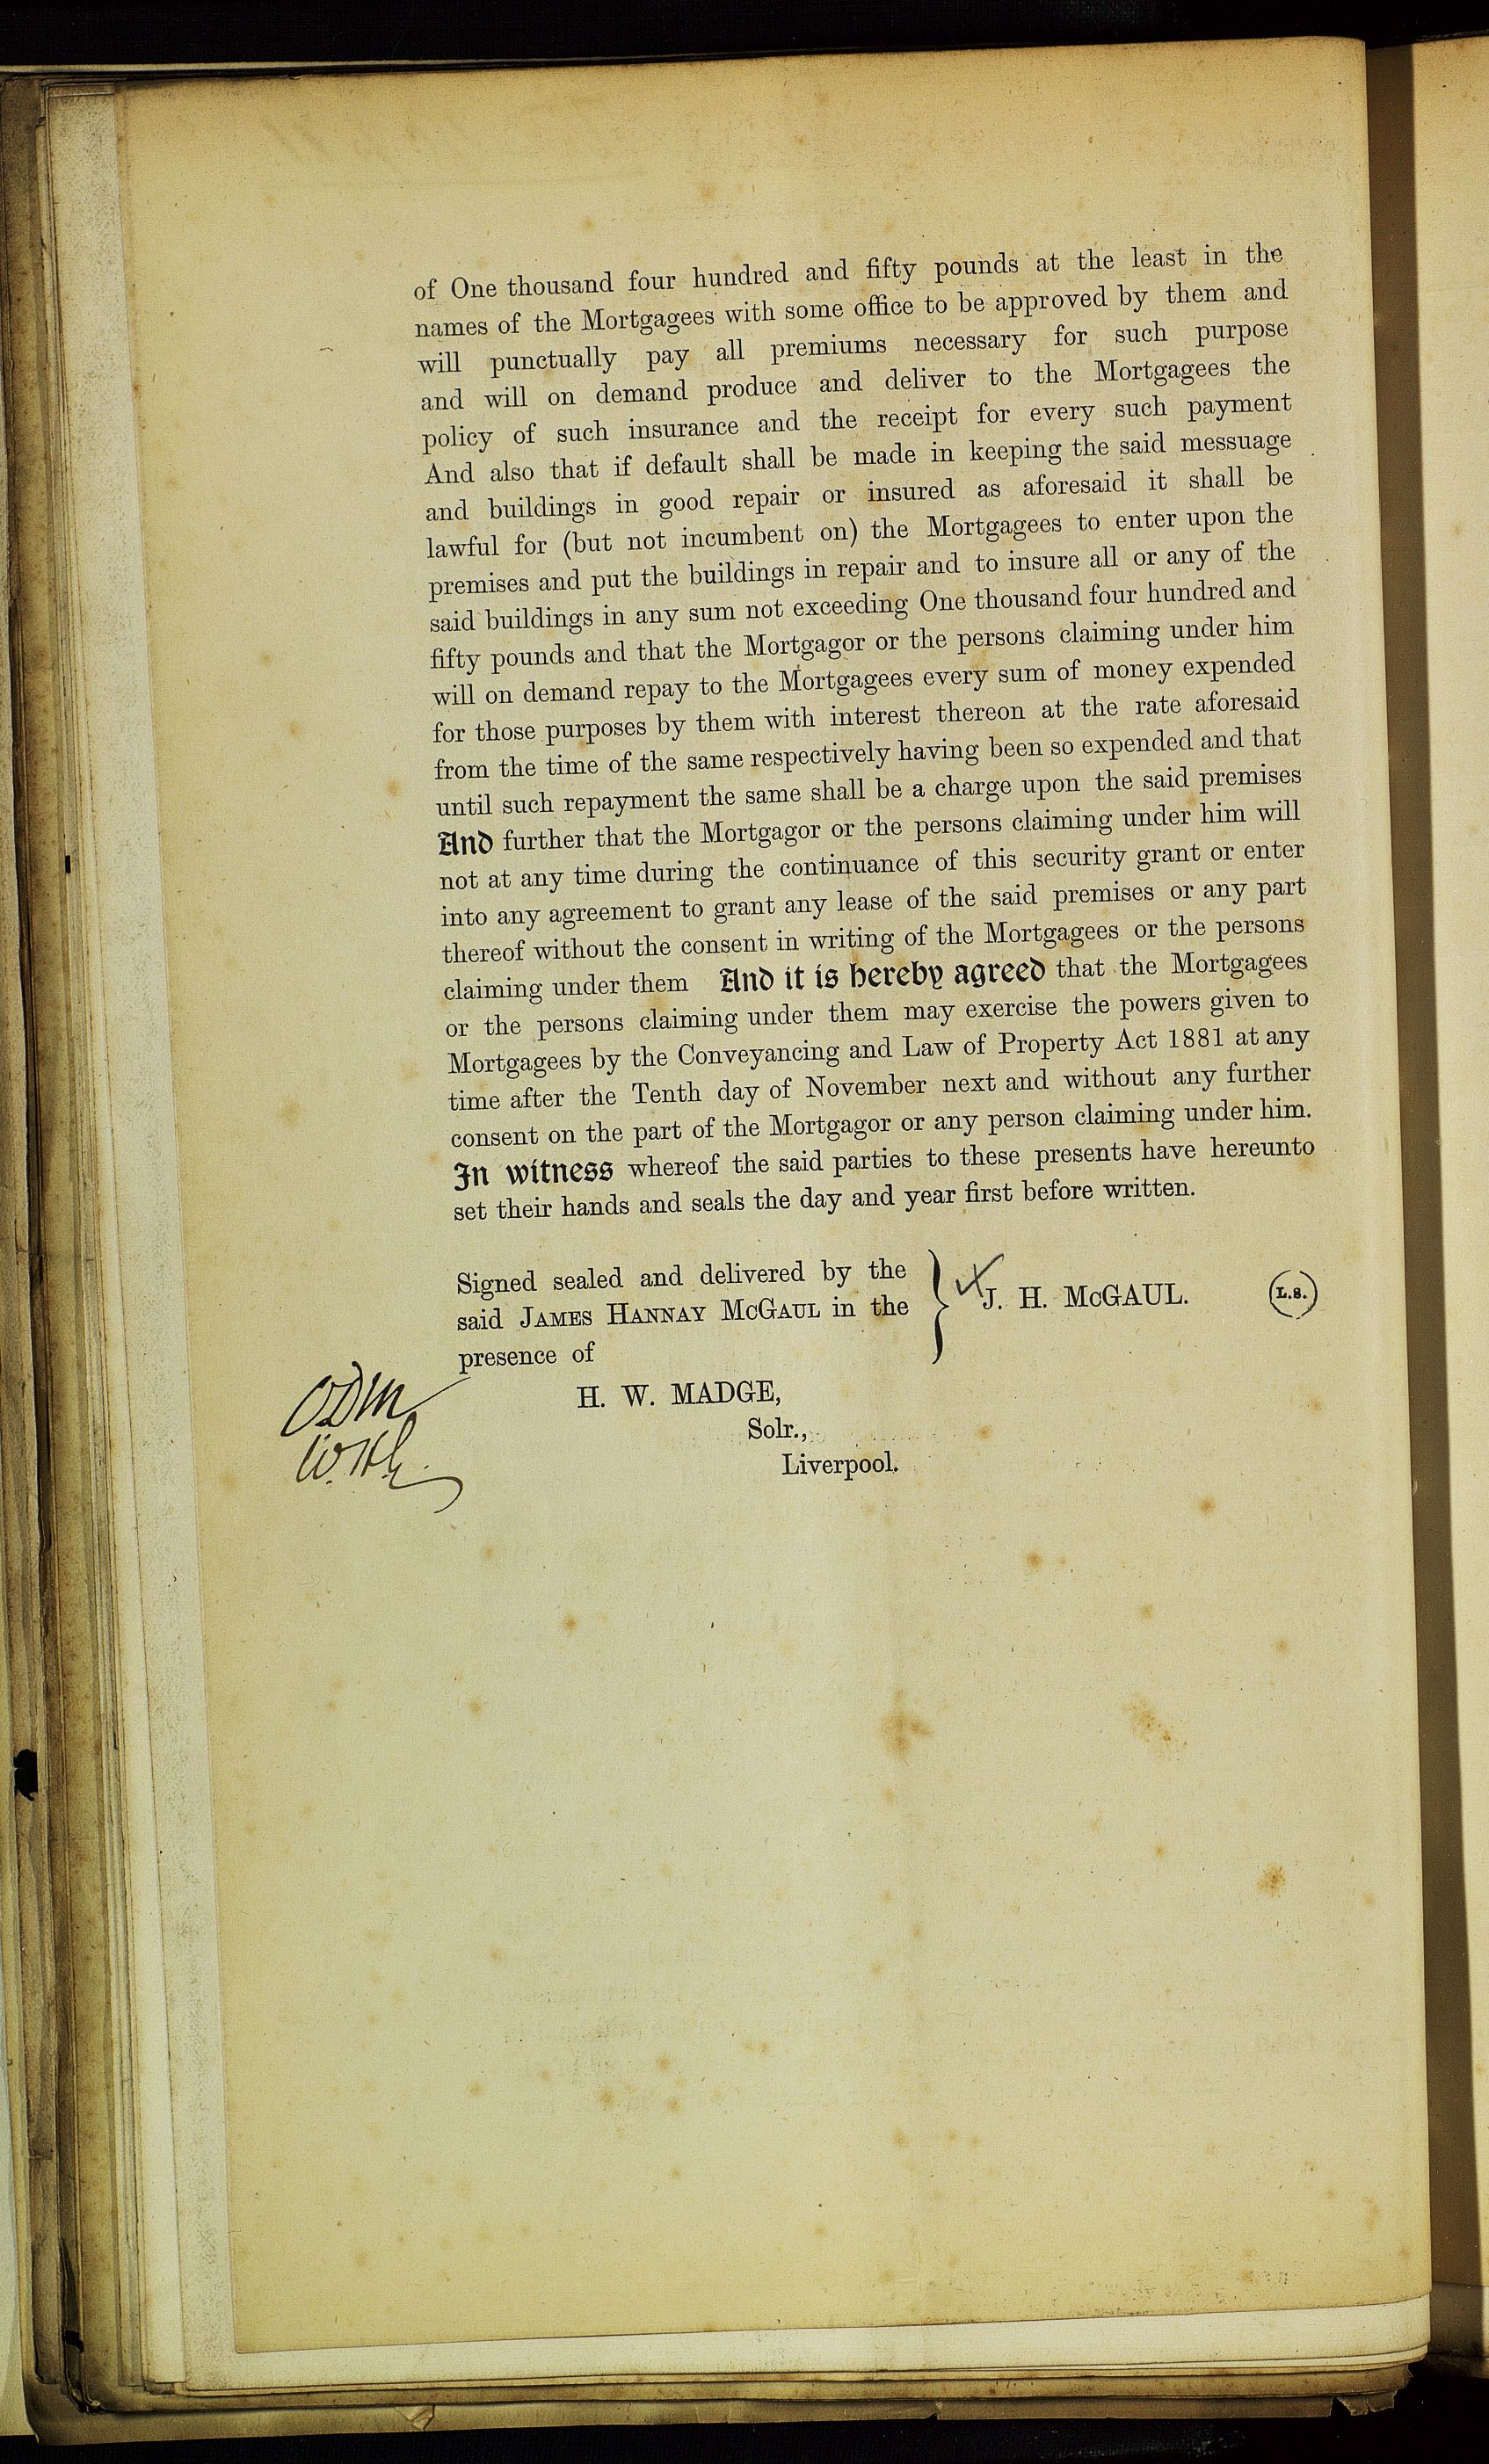 of One thousand four hundred and fifty pounds at the least in the
names of the Mortgagees with some office to be approved by them and
will punctually pay all premiums necessary for such purpose
and will on demand produce and deliver to the Mortgagees the
policy of such insurance and the receipt for every such payment
And also that if default shall be made in keeping the said messuage
and buildings in good repair or insured as aforesaid it shall be
lawful for (but not incumbent on) the Mortgagees to enter upon the
premises and put the buildings in repair and to insure all or any of the
said buildings in any sum not exceeding One thousand four hundred and
fifty pounds and that the Mortgagor or the persons claiming under him
will on demand repay to the Mortgagees every sum of money expended
for those purposes by them with interest thereon at the rate aforesaid
from the time of the same respectively having been so expended and that
until such repayment the same shall be a charge upon the said premises
And further that the Mortgagor or the persons claiming under him will
not at any time during the continuance of this security grant or enter
into any agreement to grant any lease of the said premises or any part
thereof without the consent in writing of the Mortgagees or the persons
claiming under them And it is hereby agreed that the Mortgagees
or the persons claiming under them may exercise the powers given to
Mortgagees by the Conveyancing and Law of Property Act 1881 at any
time after the Tenth day of November next and without any further
consent on the part of the Mortgagor or any person claiming under him.
In witness whereof the said parties to these presents have hereunto
set their hands and seals the day and year first before written.
Signed sealed and delivered by the
said JAMES HANNAY MCGAUL in the
presence of
J. H. McGAUL. (L.S.)
H. W. MADGE,
Solr.,
Liverpool.